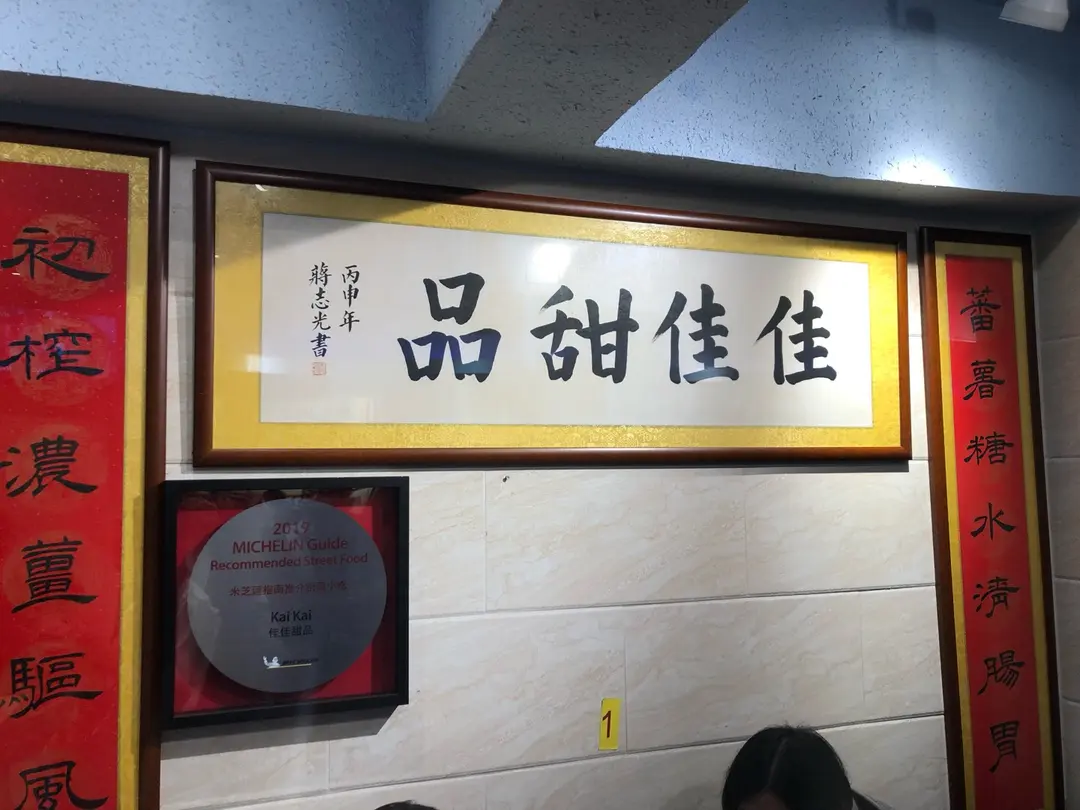 佳佳甜品
丙申年
蔣志光書
蕃薯糖水清腸胃
初榨濃薑驅風
2019
MICHELIN Guide
Recommended Street Food
Kai Kai
佳佳甜品
1